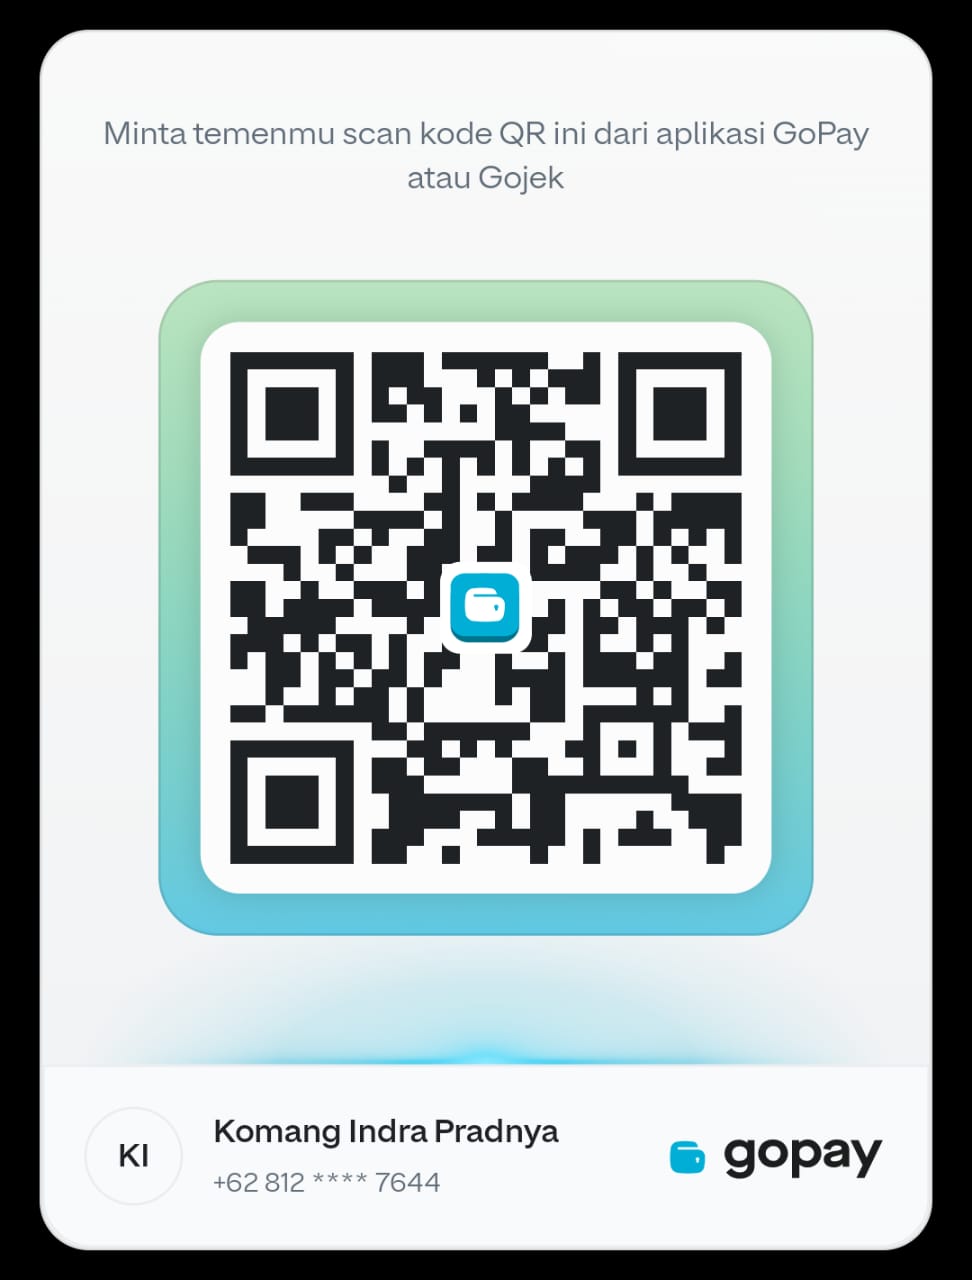 Minta temenmu scan kode QR ini dari aplikasi GoPay
atau Gojek
KI
Komang Indra Pradnya
+62 812 **** 7644
gopay